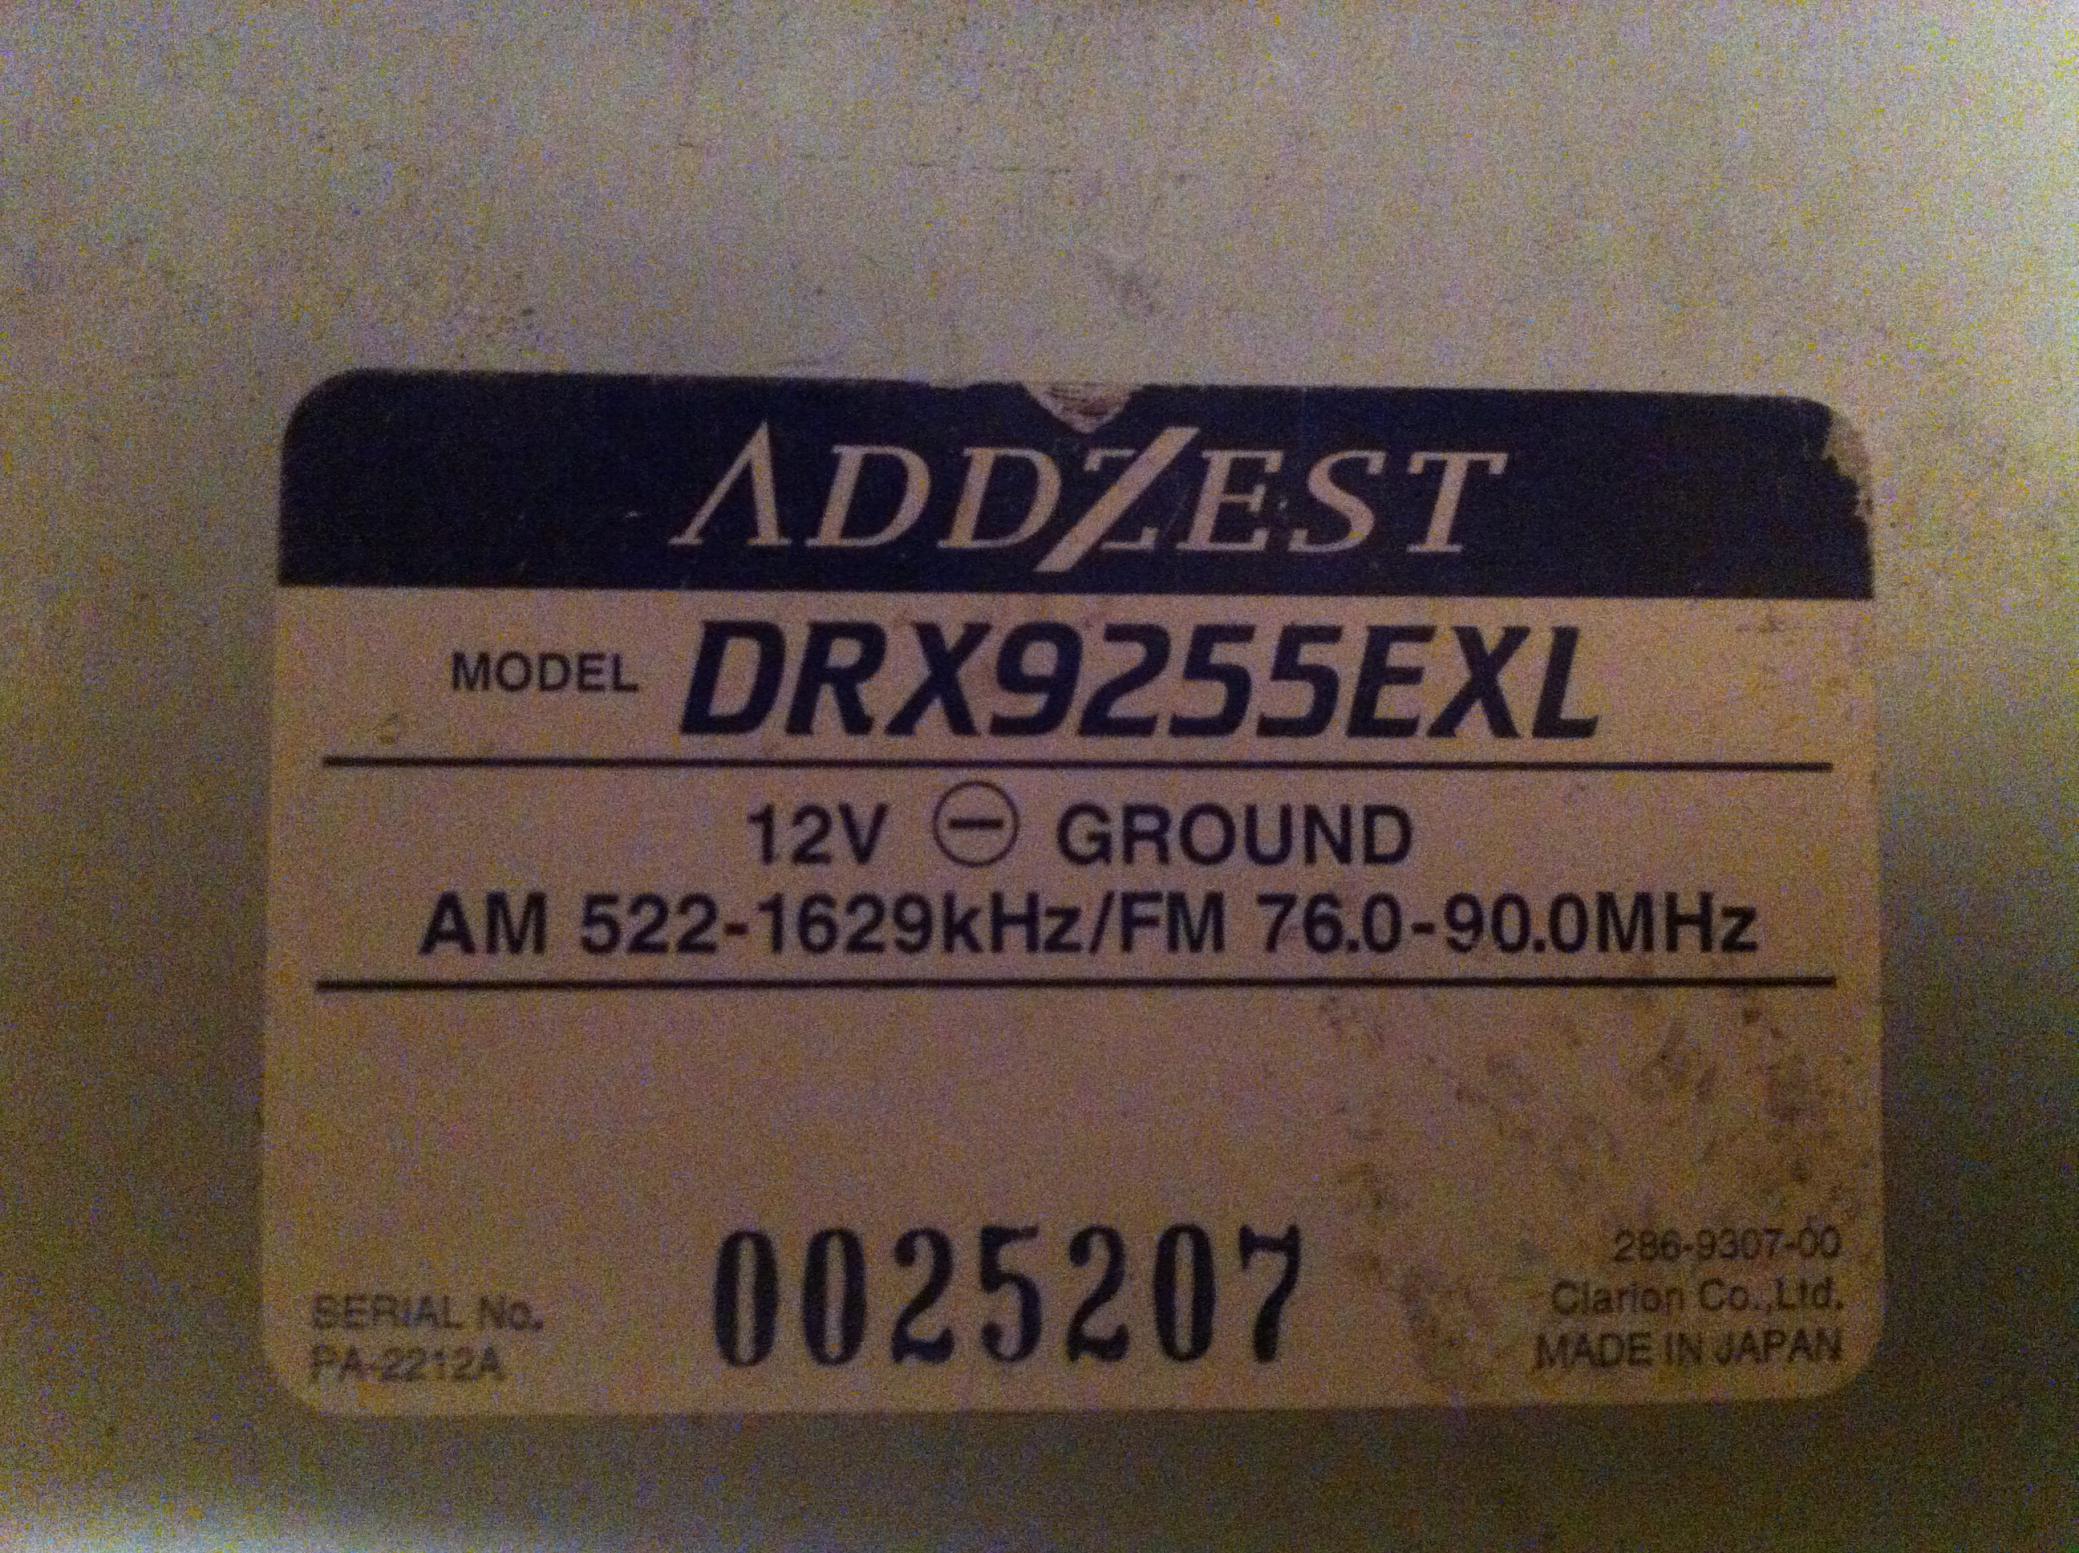 ADDZEST
MODEL DRX9255EXL
12V ⊖ GROUND
AM 522-1629kHz/FM 76.0-90.0MHz
286-9307-00
SERIAL No. 0025207 Clarion Co.,Ltd.
PA-2212A MADE IN JAPAN